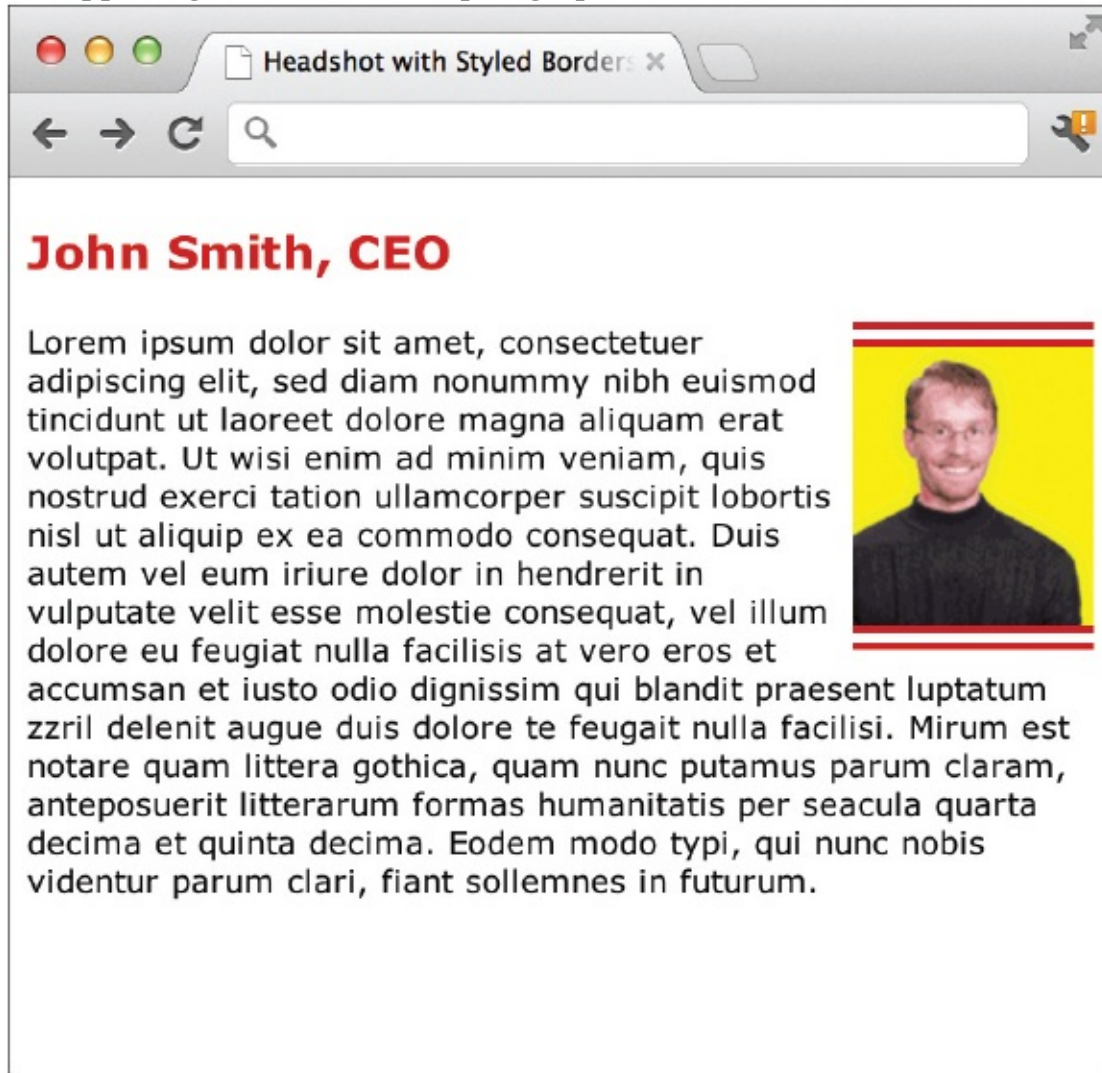 Headshot with Styled Borders
John Smith, CEO
Lorem ipsum dolor sit amet, consectetuer
adipiscing elit, sed diam nonummy nibh euismod
tincidunt ut laoreet dolore magna aliquam erat
volutpat. Ut wisi enim ad minim veniam, quis
nostrud exerci tation ullamcorper suscipit lobortis
nisl ut aliquip ex ea commodo consequat. Duis
autem vel eum iriure dolor in hendrerit in
vulputate velit esse molestie consequat, vel illum
dolore eu feugiat nulla facilisis at vero eros et
accumsan et iusto odio dignissim qui blandit praesent luptatum
zzril delenit augue duis dolore te feugait nulla facilisi. Mirum est
notare quam littera gothica, quam nunc putamus parum claram,
anteposuerit litterarum formas humanitatis per seacula quarta
decima et quinta decima. Eodem modo typi, qui nunc nobis
videntur parum clari, fiant sollemnes in futurum.